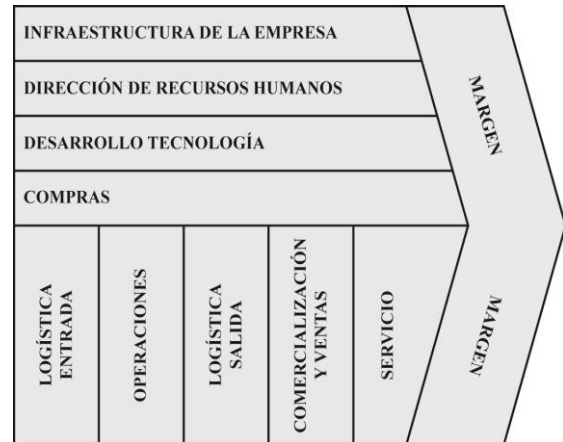 INFRAESTRUCTURA DE LA EMPRESA
DIRECCIÓN DE RECURSOS HUMANOS
DESARROLLO TECNOLOGÍA
COMPRAS
MARGEN
LOGÍSTICA
ENTRADA
OPERACIONES
LOGÍSTICA
SALIDA
COMERCIALIZACIÓN
Y VENTAS
SERVICIO
MARGEN